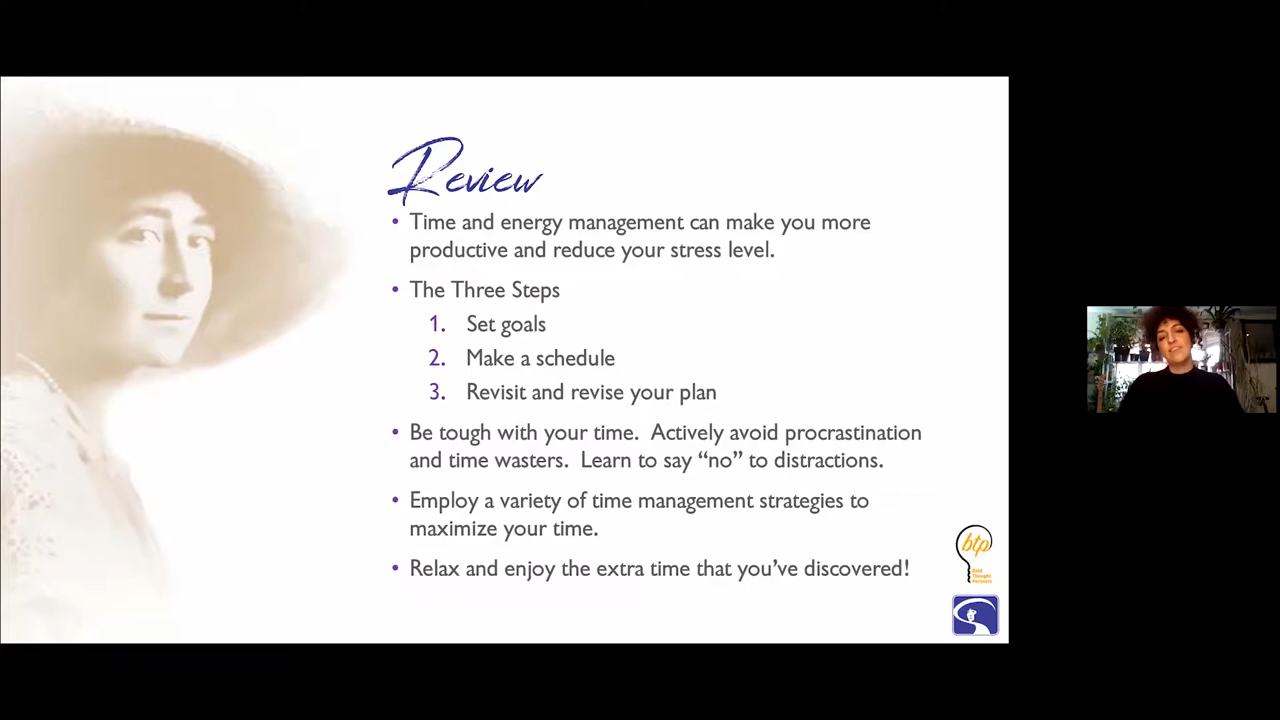 Review
• Time and energy management can make you more
productive and reduce your stress level.
• The Three Steps
1. Set goals
2. Make a schedule
3. Revisit and revise your plan
• Be tough with your time. Actively avoid procrastination
and time wasters. Learn to say “no” to distractions.
• Employ a variety of time management strategies to
maximize your time.
• Relax and enjoy the extra time that you’ve discovered!
btp
Bold
Thought
Partners